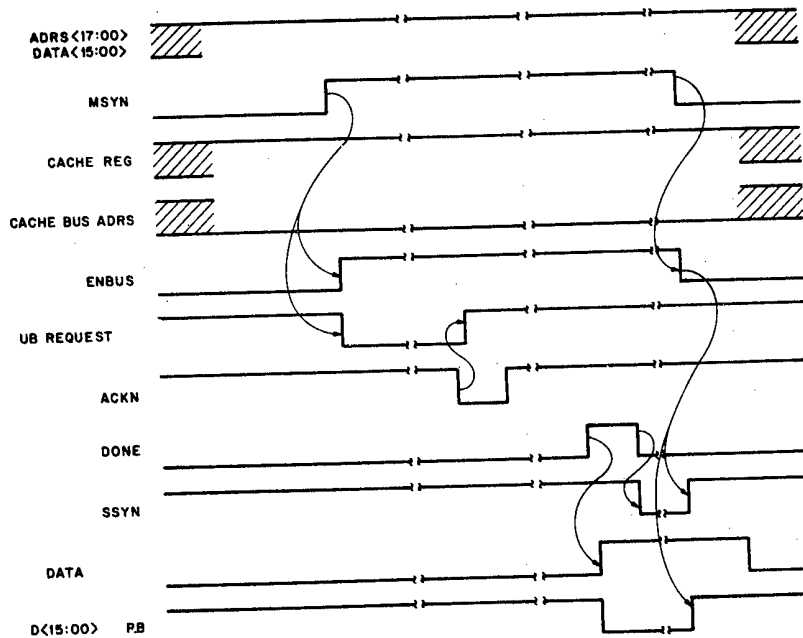 ADRS<17:00>
DATA<15:00>
MSYN
CACHE REG
CACHE BUS ADRS
ENBUS
UB REQUEST
ACKN
DONE
SSYN
DATA
D<15:00> P.B